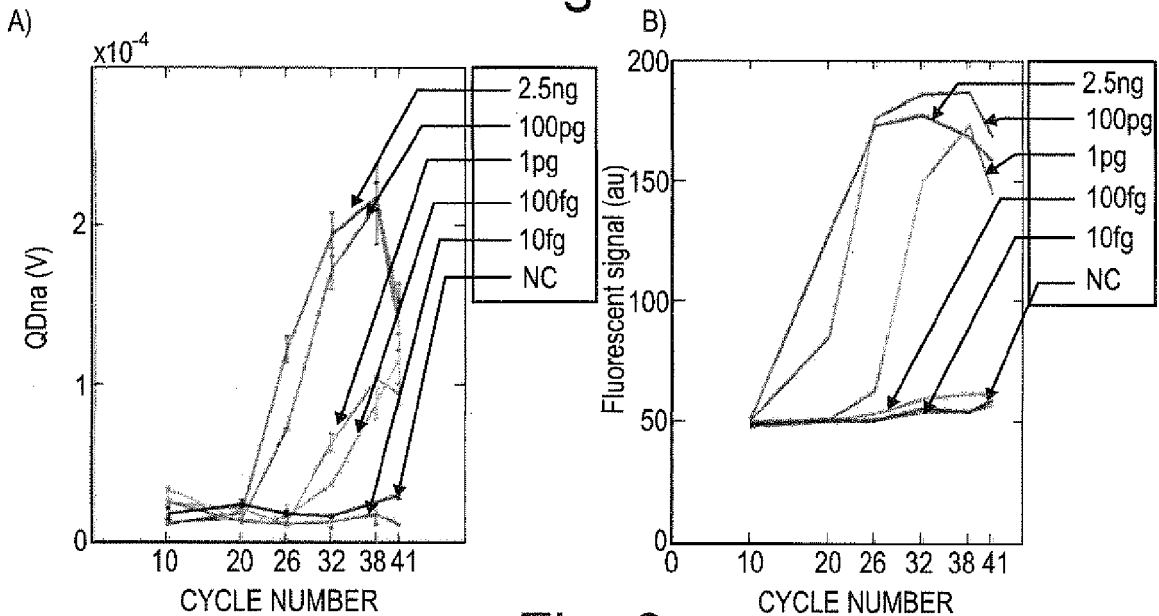 A)
x10⁻⁴
2
1
0
QDna (V)
10 20 26 32 38 41
CYCLE NUMBER
2.5ng
100pg
1pg
100fg
10fg
NC
B)
200
150
100
50
0
Fluorescent signal (au)
0 10 20 26 32 38 41
CYCLE NUMBER
2.5ng
100pg
1pg
100fg
10fg
NC